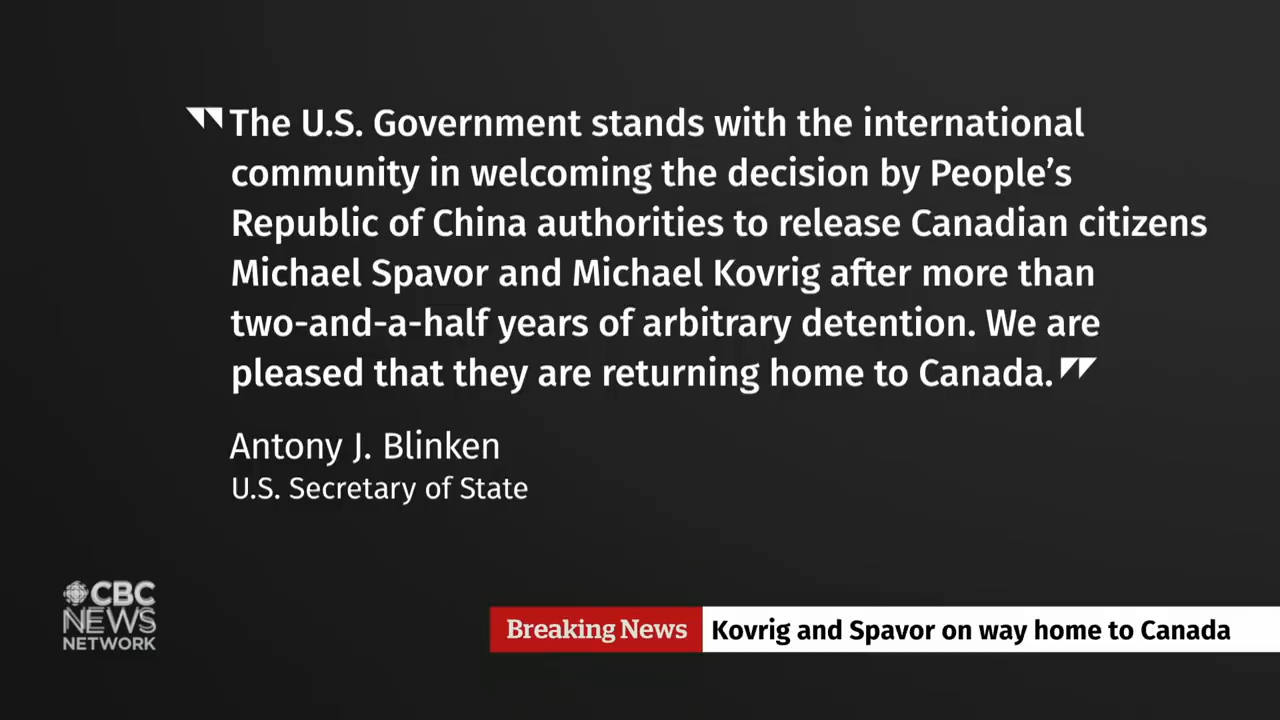 The U.S. Government stands with the international
community in welcoming the decision by People’s
Republic of China authorities to release Canadian citizens
Michael Spavor and Michael Kovrig after more than
two-and-a-half years of arbitrary detention. We are
pleased that they are returning home to Canada.
Antony J. Blinken
U.S. Secretary of State
CBC
NEWS
NETWORK
Breaking News Kovrig and Spavor on way home to Canada